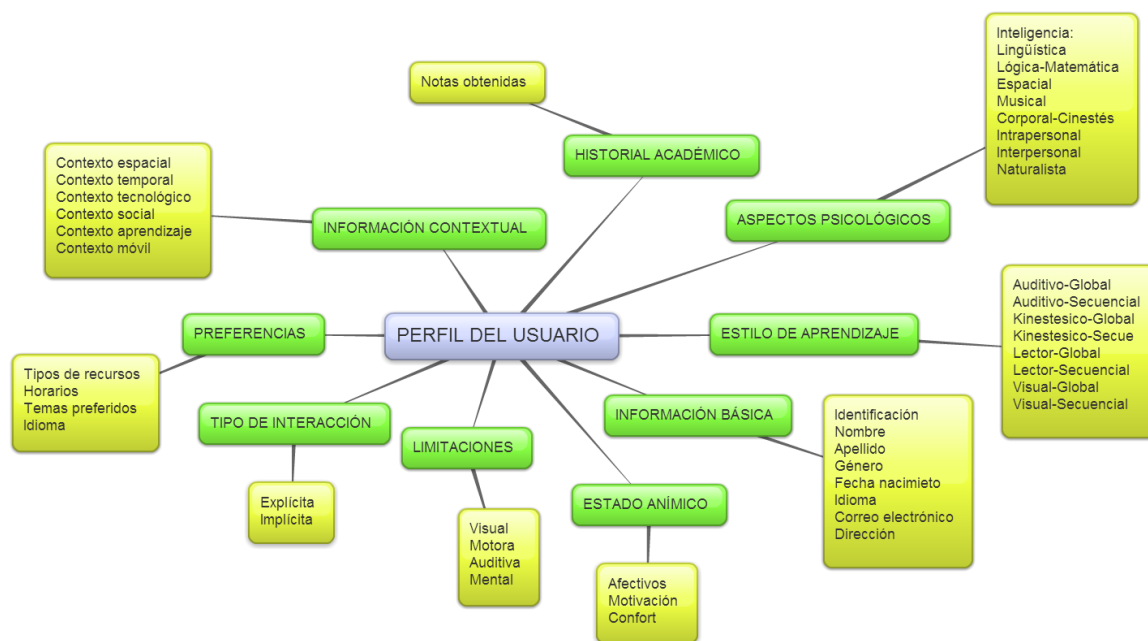 Notas obtenidas
HISTORIAL ACADÉMICO
Inteligencia:
Lingüística
Lógica-Matemática
Espacial
Musical
Corporal-Cinestés
Intrapersonal
Interpersonal
Naturalista
ASPECTOS PSICOLÓGICOS
Contexto espacial
Contexto temporal
Contexto tecnológico
Contexto social
Contexto aprendizaje
Contexto móvil
INFORMACIÓN CONTEXTUAL
PREFERENCIAS
Tipos de recursos
Horarios
Temas preferidos
Idioma
PERFIL DEL USUARIO
ESTILO DE APRENDIZAJE
Auditivo-Global
Auditivo-Secuencial
Kinestesico-Global
Kinestesico-Secue
Lector-Global
Lector-Secuencial
Visual-Global
Visual-Secuencial
TIPO DE INTERACCIÓN
Explícita
Implícita
LIMITACIONES
Visual
Motora
Auditiva
Mental
ESTADO ANÍMICO
Afectivos
Motivación
Confort
INFORMACIÓN BÁSICA
Identificación
Nombre
Apellido
Género
Fecha nacimieto
Idioma
Correo electrónico
Dirección